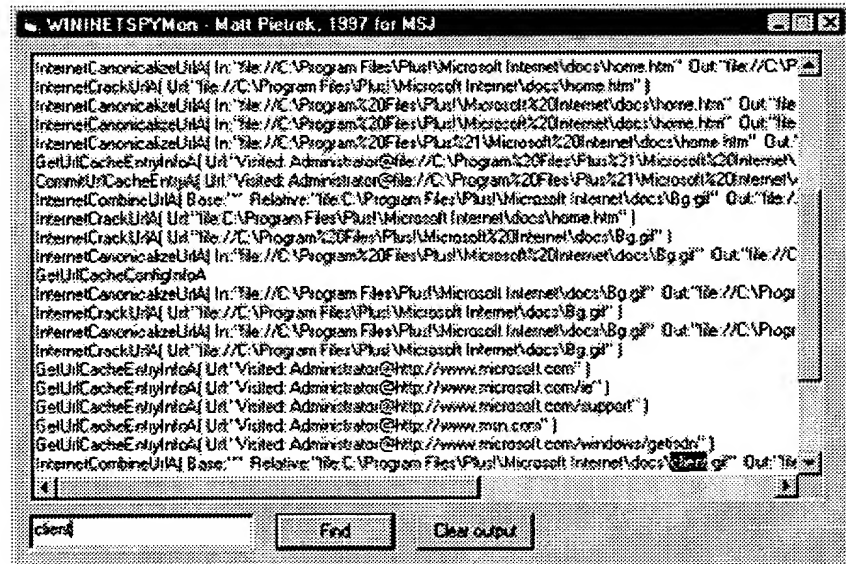 WININETSPYMon - Matt Pietrek, 1997 for MSJ
InternetCanonicalizeUrlA( In:"file://C:\Program Files\Plus!\Microsoft Internet\docs\home.htm" Out:"file://C:\P
InternetCrackUrlA( Url:"file://C:\Program Files\Plus!\Microsoft Internet\docs\home.htm" )
InternetCanonicalizeUrlA( In:"file://C:\Program%20Files\Plus!\Microsoft%20Internet\docs\home.htm" Out:"file
InternetCanonicalizeUrlA( In:"file://C:\Program%20Files\Plus!\Microsoft%20Internet\docs\home.htm" Out:"file
InternetCanonicalizeUrlA( In:"file://C:\Program%20Files\Plus%21\Microsoft%20Internet\docs\home.htm" Out:"
GetUrlCacheEntryInfoA( Url:"Visited: Administrator@file://C:\Program%20Files\Plus%21\Microsoft%20Internet\
CommitUrlCacheEntryA( Url:"Visited: Administrator@file://C:\Program%20Files\Plus%21\Microsoft%20Internet\
InternetCombineUrlA( Base:"" Relative:"file:C:\Program Files\Plus!\Microsoft Internet\docs\Bg.gif" Out:"file:/
InternetCrackUrlA( Url:"file://C:\Program Files\Plus!\Microsoft Internet\docs\home.htm" )
InternetCrackUrlA( Url:"file://C:\Program%20Files\Plus!\Microsoft%20Internet\docs\Bg.gif" )
InternetCanonicalizeUrlA( In:"file://C:\Program%20Files\Plus!\Microsoft%20Internet\docs\Bg.gif" Out:"file://C
GetUrlCacheConfigInfoA
InternetCanonicalizeUrlA( In:"file://C:\Program Files\Plus!\Microsoft Internet\docs\Bg.gif" Out:"file://C:\Progr
InternetCrackUrlA( Url:"file://C:\Program Files\Plus!\Microsoft Internet\docs\Bg.gif" )
InternetCanonicalizeUrlA( In:"file://C:\Program Files\Plus!\Microsoft Internet\docs\Bg.gif" Out:"file://C:\Progr
InternetCrackUrlA( Url:"file://C:\Program Files\Plus!\Microsoft Internet\docs\Bg.gif" )
GetUrlCacheEntryInfoA( Url:"Visited: Administrator@http://www.microsoft.com" )
GetUrlCacheEntryInfoA( Url:"Visited: Administrator@http://www.microsoft.com/ie" )
GetUrlCacheEntryInfoA( Url:"Visited: Administrator@http://www.microsoft.com/support" )
GetUrlCacheEntryInfoA( Url:"Visited: Administrator@http://www.msn.com" )
GetUrlCacheEntryInfoA( Url:"Visited: Administrator@http://www.microsoft.com/windows/getisdn" )
InternetCombineUrlA( Base:"" Relative:"file:C:\Program Files\Plus!\Microsoft Internet\docs\client.gif" Out:"file
client
Find
Clear output